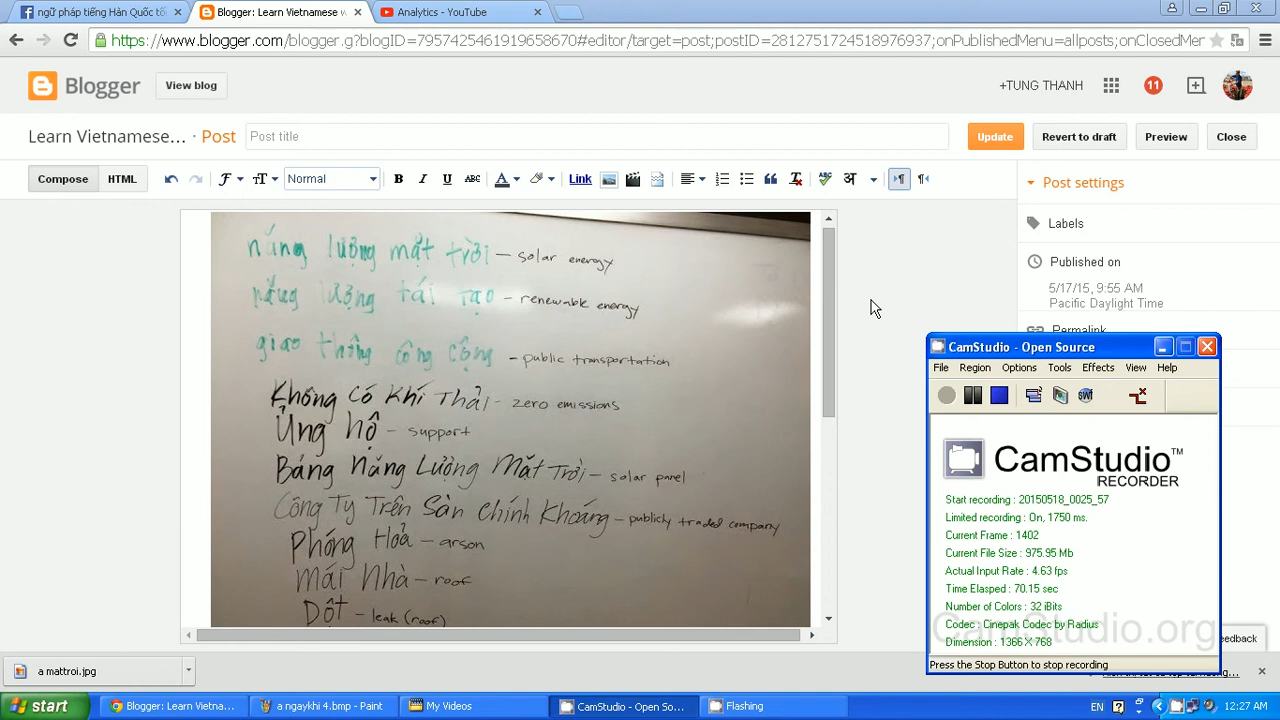 ngữ pháp tiếng Hàn Quốc tối
Blogger: Learn Vietnamese w
Analytics - YouTube
https://www.blogger.com/blogger.g?blogID=7957425461919658670#editor/target=post;postID=2812751724518976937;onPublishedMenu=allposts;onClosedMer
Blogger
View blog
+TUNG THANH
11
Learn Vietnamese... · Post
Post title
Update
Revert to draft
Preview
Close
Compose
HTML
Normal
Link
Post settings
Labels
Published on
5/17/15, 9:55 AM
Pacific Daylight Time
Permalink
năng lượng mặt trời – solar energy
năng lượng tái tạo – renewable energy
giao thông công cộng – public transportation
Không Có Khí Thải – zero emissions
Ủng hộ – support
Bảng Năng Lượng Mặt Trời – solar panel
Công Ty Trên Sàn Chính Khoáng – publicly traded company
Phóng Hoả – arson
Mái Nhà – roof
Dột – leak (roof)
CamStudio - Open Source
File Region Options Tools Effects View Help
CamStudio™
RECORDER
Start recording : 20150518_0025_57
Limited recording : On, 1750 ms.
Current Frame : 1402
Current File Size : 975.95 Mb
Actual Input Rate : 4.63 fps
Time Elasped : 70.15 sec
Number of Colors : 32 iBits
Codec : Cinepak Codec by Radius
Dimension : 1366 X 768
CamStudio.org
Press the Stop Button to stop recording
eedback
a mattroi.jpg
start
Blogger: Learn Vietna...
a ngaykhi 4.bmp - Paint
My Videos
CamStudio - Open So...
Flashing
EN
12:27 AM